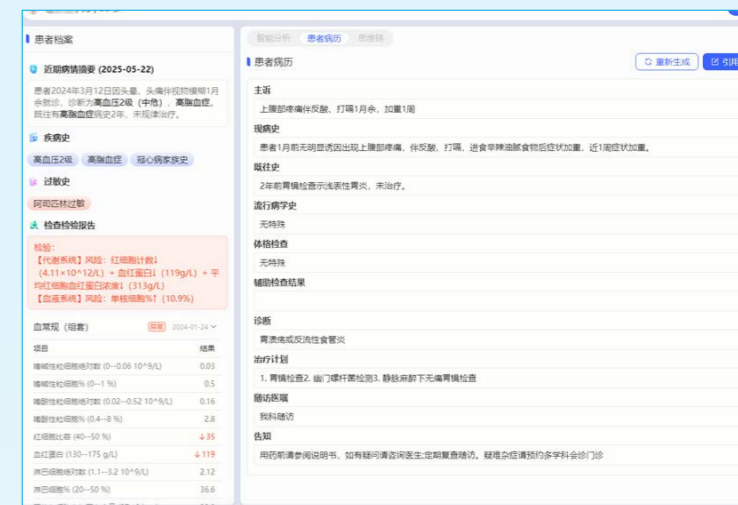 患者档案
近期病情摘要 (2025-05-22)
患者2024年3月12日因头晕、头痛伴视物模糊1月
余就诊，诊断为高血压2级（中危）、高脂血症。
既往有高脂血症病史2年，未规律治疗。
疾病史
高血压2级 高脂血症 冠心病家族史
过敏史
阿司匹林过敏
检查检验报告
检验：
【代谢系统】风险：红细胞计数↓
（4.11×10^12/L）+ 血红蛋白↓（119g/L）+ 平
均红细胞血红蛋白浓度↓（313g/L）
【血液系统】风险：单核细胞%↑（10.9%）
血常规（组套） 异常 2024-01-24
项目 结果
嗜碱性粒细胞绝对数 (0--0.06 10^9/L) 0.03
嗜碱性粒细胞% (0--1 %) 0.5
嗜酸性粒细胞绝对数 (0.02--0.52 10^9/L) 0.16
嗜酸性粒细胞% (0.4--8 %) 2.8
红细胞比容 (40--50 %) ↓35
血红蛋白 (130--175 g/L) ↓119
淋巴细胞绝对数 (1.1--3.2 10^9/L) 2.12
淋巴细胞% (20--50 %) 36.6
智能分析 患者病历 思维链
患者病历 重新生成 引用
主诉
上腹部疼痛伴反酸、打嗝1月余，加重1周
现病史
患者1月前无明显诱因出现上腹部疼痛，伴反酸、打嗝，进食辛辣油腻食物后症状加重，近1周症状加重。
既往史
2年前胃镜检查示浅表性胃炎，未治疗。
流行病学史
无特殊
体格检查
无特殊
辅助检查结果
诊断
胃溃疡或反流性食管炎
治疗计划
1. 胃镜检查2. 幽门螺杆菌检测3. 静脉麻醉下无痛胃镜检查
随访医嘱
我科随访
告知
用药前请参阅说明书，如有疑问请咨询医生;定期复查随访。疑难杂症请预约多学科会诊门诊